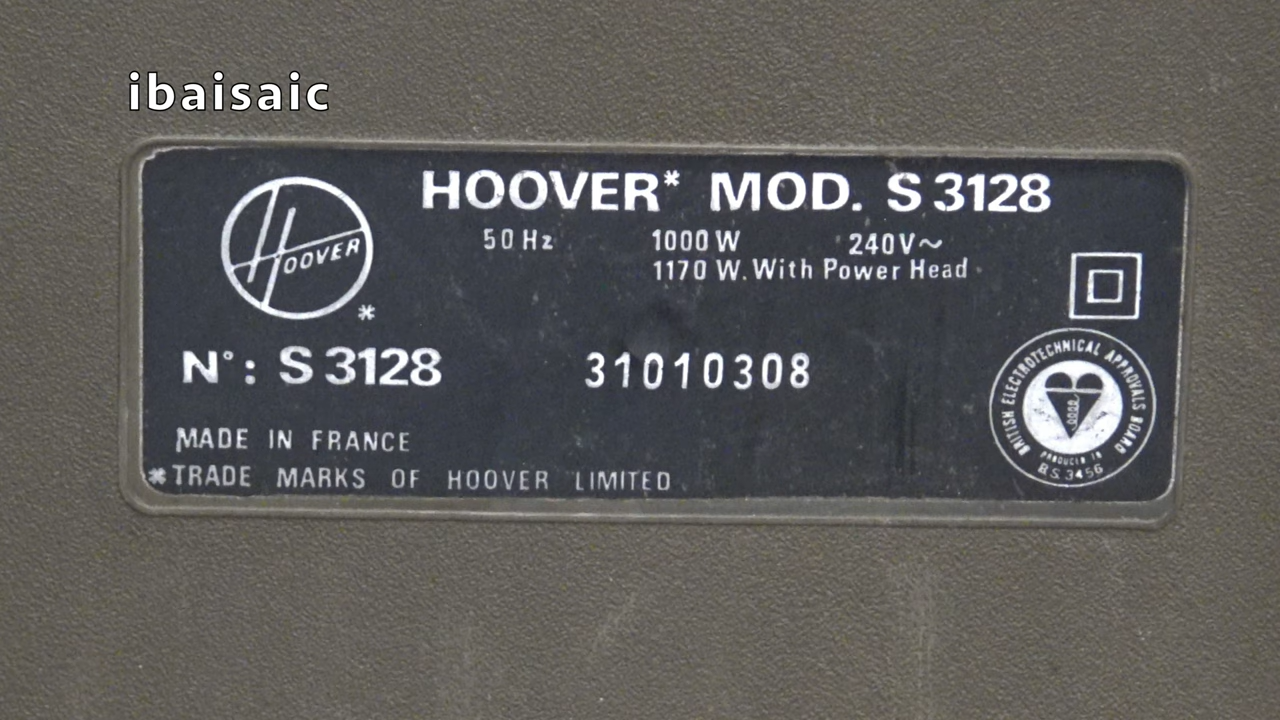 ibaisaic
HOOVER* MOD. S 3128
HOOVER
*
50 Hz 1000 W 240V~
1170 W. With Power Head
N°: S 3128 31010308
BRITISH ELECTROTECHNICAL APPROVALS BOARD
PRODUCED TO
B.S. 3456
MADE IN FRANCE
*TRADE MARKS OF HOOVER LIMITED